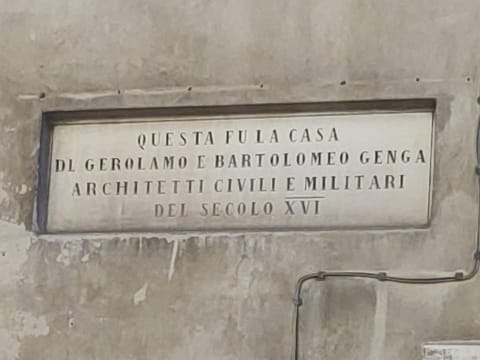 QUESTA FU LA CASA
DI GEROLAMO E BARTOLOMEO GENGA
ARCHITETTI CIVILI E MILITARI
DEL SECOLO XVI